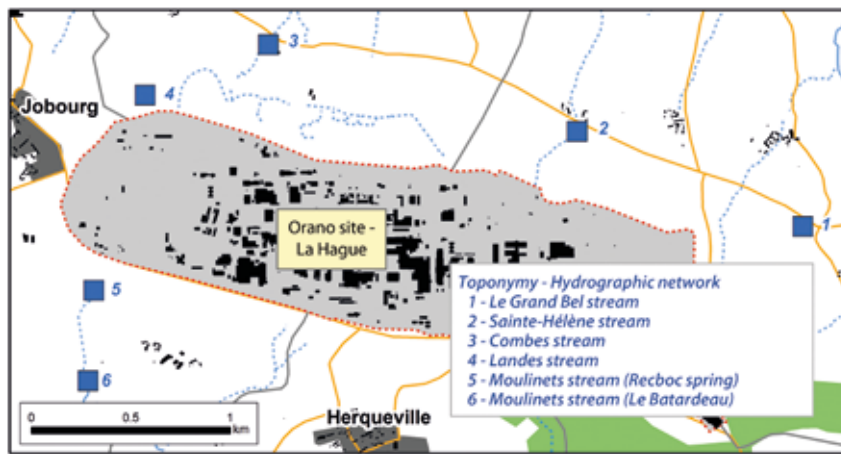 3
4
Jobourg
2
1
Orano site -
La Hague
5
6
Toponymy - Hydrographic network
1 - Le Grand Bel stream
2 - Sainte-Hélène stream
3 - Combes stream
4 - Landes stream
5 - Moulinets stream (Recboc spring)
6 - Moulinets stream (Le Batardeau)
0 0.5 1
km
Herqueville